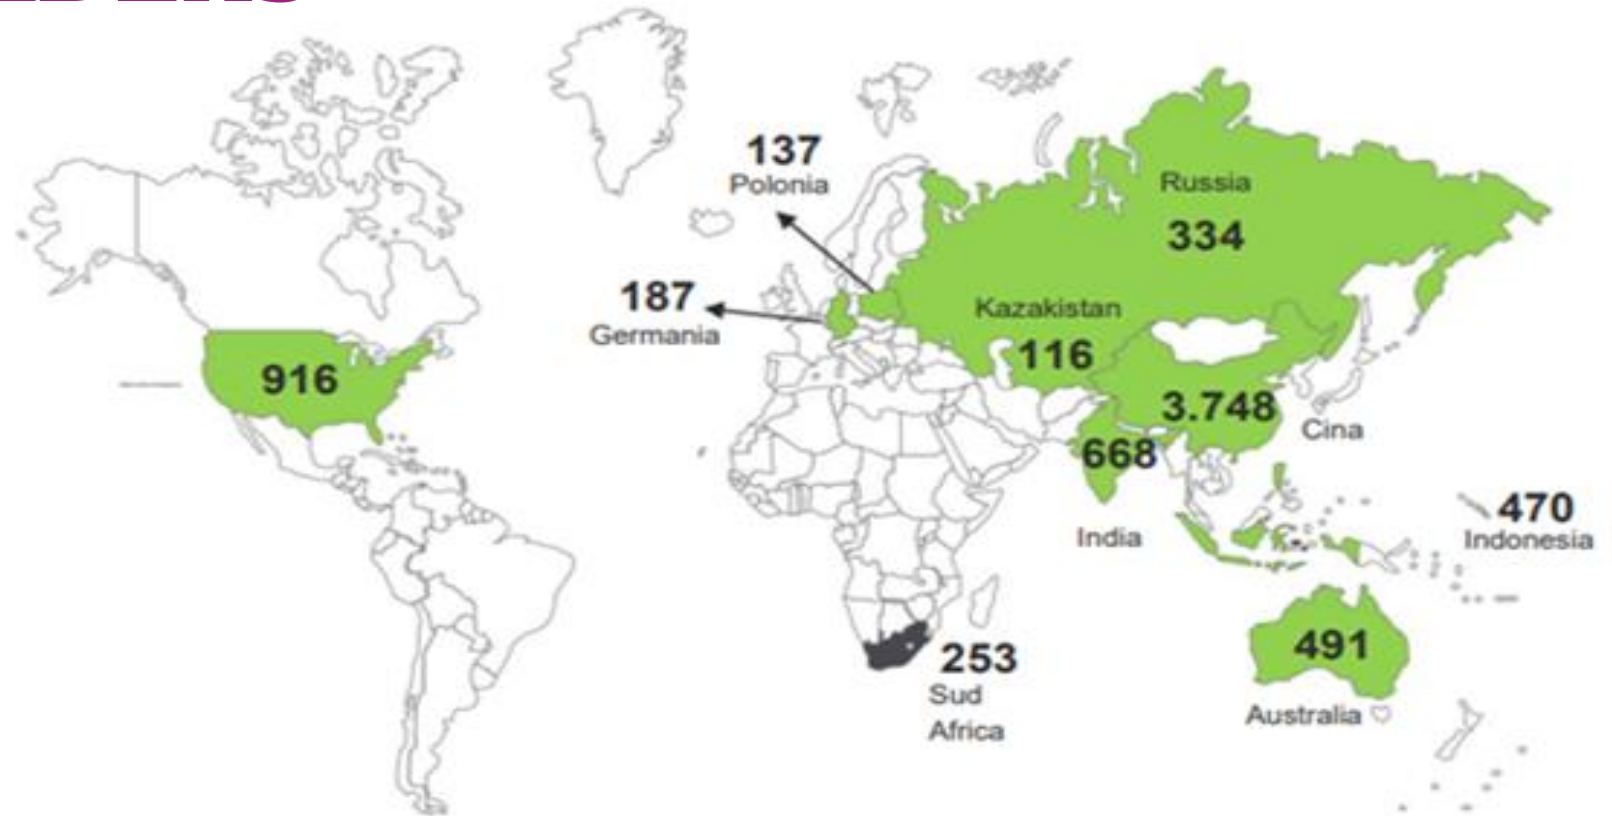 137
Polonia
Russia
334
187
Germania
Kazakistan
116
916
3.748
Cina
668
India
470
Indonesia
253
Sud
Africa
491
Australia